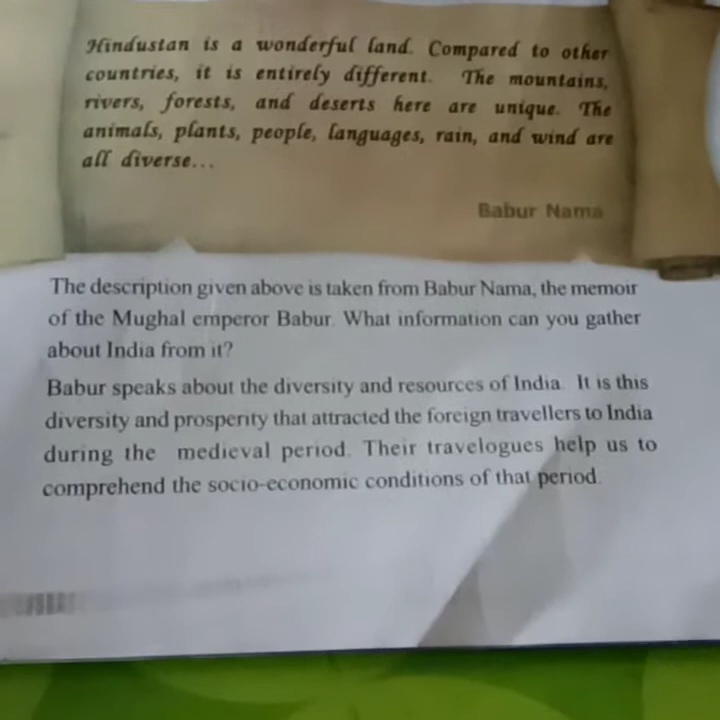 Hindustan is a wonderful land. Compared to other
countries, it is entirely different. The mountains,
rivers, forests, and deserts here are unique. The
animals, plants, people, languages, rain, and wind are
all diverse...
Babur Nama
The description given above is taken from Babur Nama, the memoir
of the Mughal emperor Babur. What information can you gather
about India from it?
Babur speaks about the diversity and resources of India. It is this
diversity and prosperity that attracted the foreign travellers to India
during the medieval period. Their travelogues help us to
comprehend the socio-economic conditions of that period.